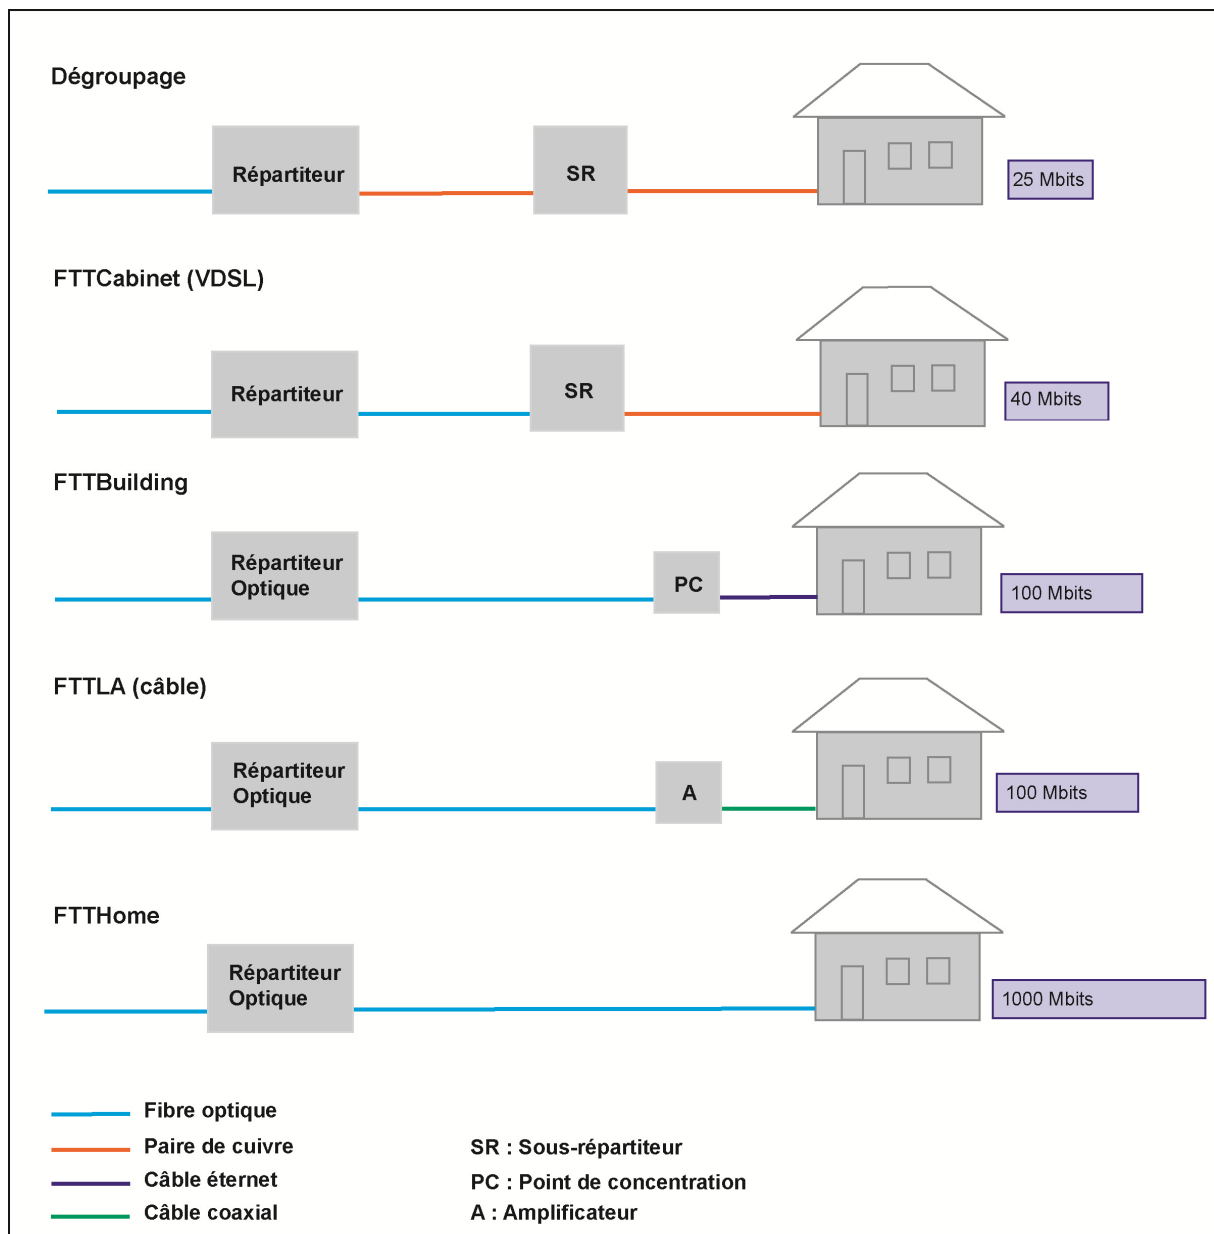 Dégroupage
Répartiteur
SR
25 Mbits
FTTCabinet (VDSL)
Répartiteur
SR
40 Mbits
FTTBuilding
Répartiteur
Optique
PC
100 Mbits
FTTLA (câble)
Répartiteur
Optique
A
100 Mbits
FTTHome
Répartiteur
Optique
1000 Mbits
Fibre optique
Paire de cuivre
Câble éternet
Câble coaxial
SR : Sous-répartiteur
PC : Point de concentration
A : Amplificateur